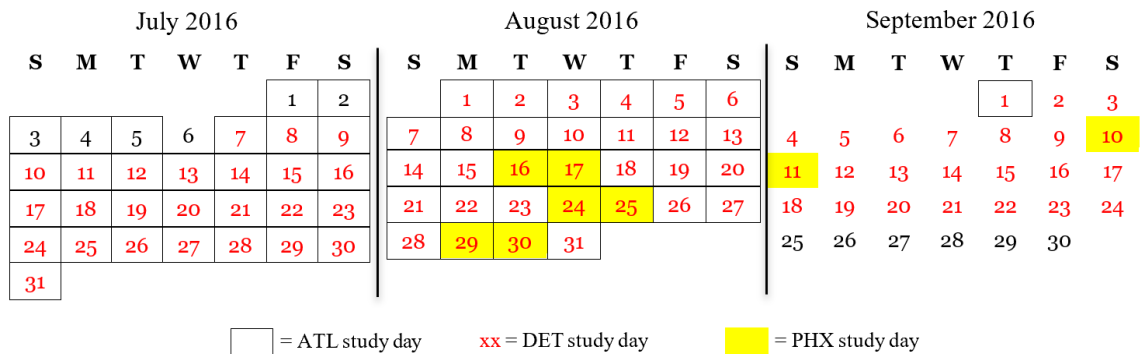 July 2016 August 2016 September 2016
S M T W T F S S M T W T F S S M T W T F S
1 2 1 2 3 4 5 6 1 2 3
3 4 5 6 7 8 9 7 8 9 10 11 12 13 4 5 6 7 8 9 10
10 11 12 13 14 15 16 14 15 16 17 18 19 20 11 12 13 14 15 16 17
17 18 19 20 21 22 23 21 22 23 24 25 26 27 18 19 20 21 22 23 24
24 25 26 27 28 29 30 28 29 30 31 25 26 27 28 29 30
31
= ATL study day xx = DET study day = PHX study day